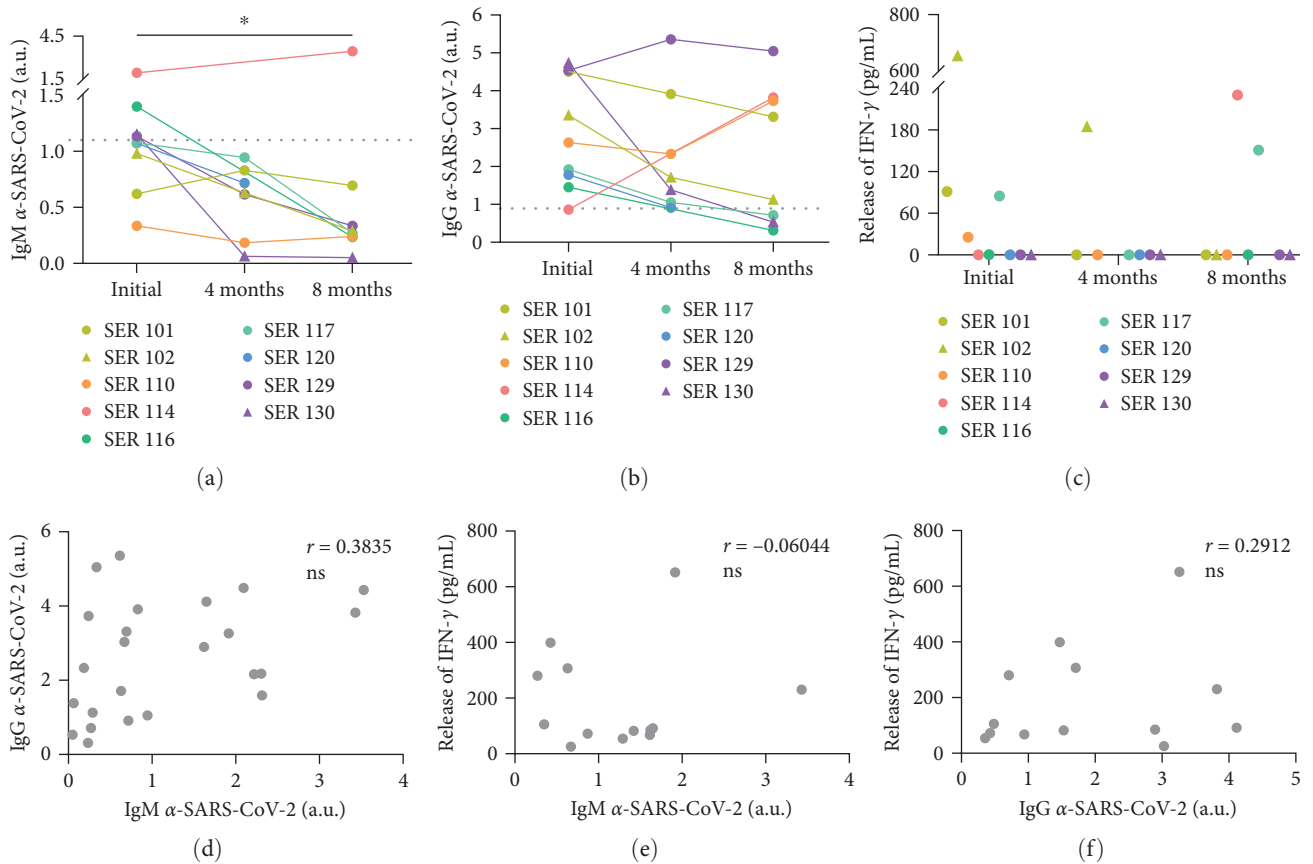 *
IgM α-SARS-CoV-2 (a.u.)
4.5
1.5
1.5
1.0
0.5
0.0
Initial 4 months 8 months
SER 101
SER 102
SER 110
SER 114
SER 116
SER 117
SER 120
SER 129
SER 130
(a)
IgG α-SARS-CoV-2 (a.u.)
6
5
4
3
2
1
0
Initial 4 months 8 months
SER 101
SER 102
SER 110
SER 114
SER 116
SER 117
SER 120
SER 129
SER 130
(b)
Release of IFN-γ (pg/mL)
800
600
240
180
120
60
0
Initial 4 months 8 months
SER 101
SER 102
SER 110
SER 114
SER 116
SER 117
SER 120
SER 129
SER 130
(c)
IgG α-SARS-CoV-2 (a.u.)
6
4
2
0
r = 0.3835
ns
0 1 2 3 4
IgM α-SARS-CoV-2 (a.u.)
(d)
Release of IFN-γ (pg/mL)
800
600
400
200
0
r = –0.06044
ns
0 1 2 3 4
IgM α-SARS-CoV-2 (a.u.)
(e)
Release of IFN-γ (pg/mL)
800
600
400
200
0
r = 0.2912
ns
0 1 2 3 4 5
IgG α-SARS-CoV-2 (a.u.)
(f)